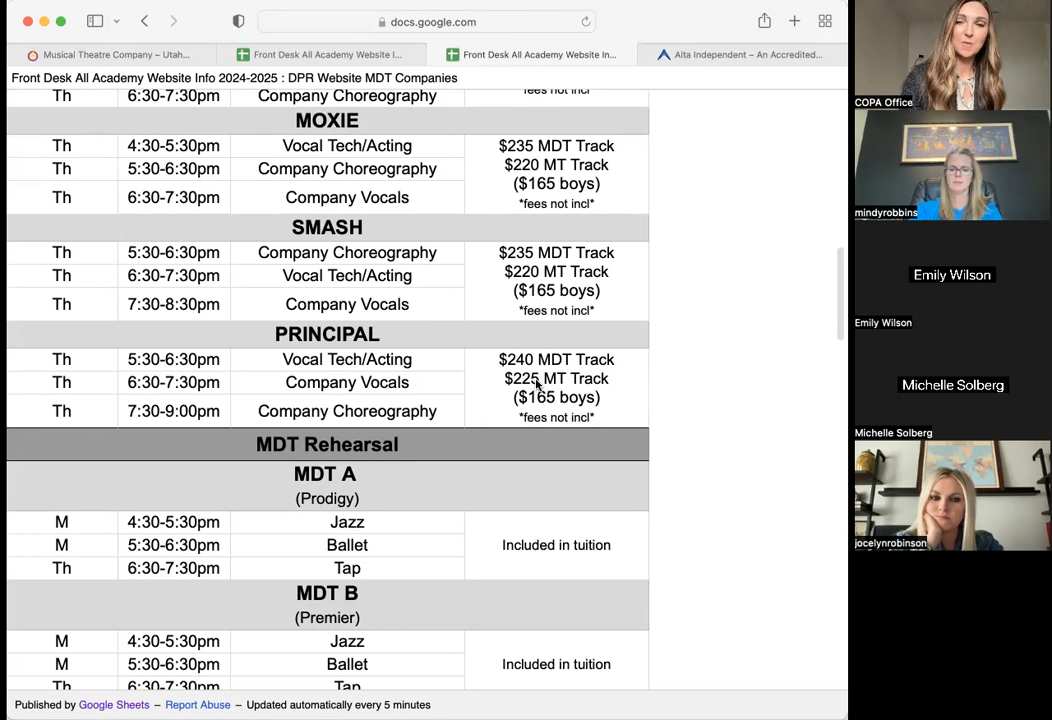 docs.google.com
Musical Theatre Company – Utah...
Front Desk All Academy Website I...
Front Desk All Academy Website In...
Alta Independent – An Accredited...
Front Desk All Academy Website Info 2024-2025 : DPR Website MDT Companies
Th 6:30-7:30pm Company Choreography *fees not incl*
MOXIE
Th 4:30-5:30pm Vocal Tech/Acting $235 MDT Track
Th 5:30-6:30pm Company Choreography $220 MT Track
($165 boys)
Th 6:30-7:30pm Company Vocals *fees not incl*
SMASH
Th 5:30-6:30pm Company Choreography $235 MDT Track
Th 6:30-7:30pm Vocal Tech/Acting $220 MT Track
($165 boys)
Th 7:30-8:30pm Company Vocals *fees not incl*
PRINCIPAL
Th 5:30-6:30pm Vocal Tech/Acting $240 MDT Track
Th 6:30-7:30pm Company Vocals $225 MT Track
($165 boys)
Th 7:30-9:00pm Company Choreography *fees not incl*
MDT Rehearsal
MDT A
(Prodigy)
M 4:30-5:30pm Jazz
M 5:30-6:30pm Ballet Included in tuition
Th 6:30-7:30pm Tap
MDT B
(Premier)
M 4:30-5:30pm Jazz
M 5:30-6:30pm Ballet Included in tuition
Th 6:30-7:30pm Tap
Published by Google Sheets – Report Abuse – Updated automatically every 5 minutes
COPA Office
mindyrobbins
Emily Wilson
Emily Wilson
Michelle Solberg
Michelle Solberg
jocelynrobinson